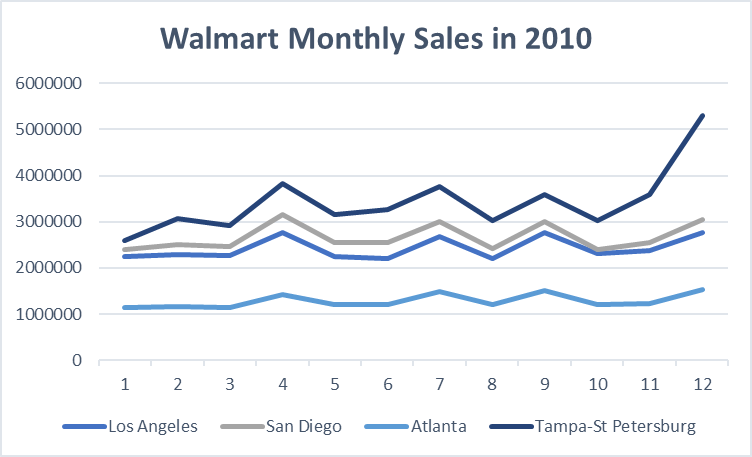 Walmart Monthly Sales in 2010
6000000
5000000
4000000
3000000
2000000
1000000
0
1 2 3 4 5 6 7 8 9 10 11 12
Los Angeles San Diego Atlanta Tampa-St Petersburg